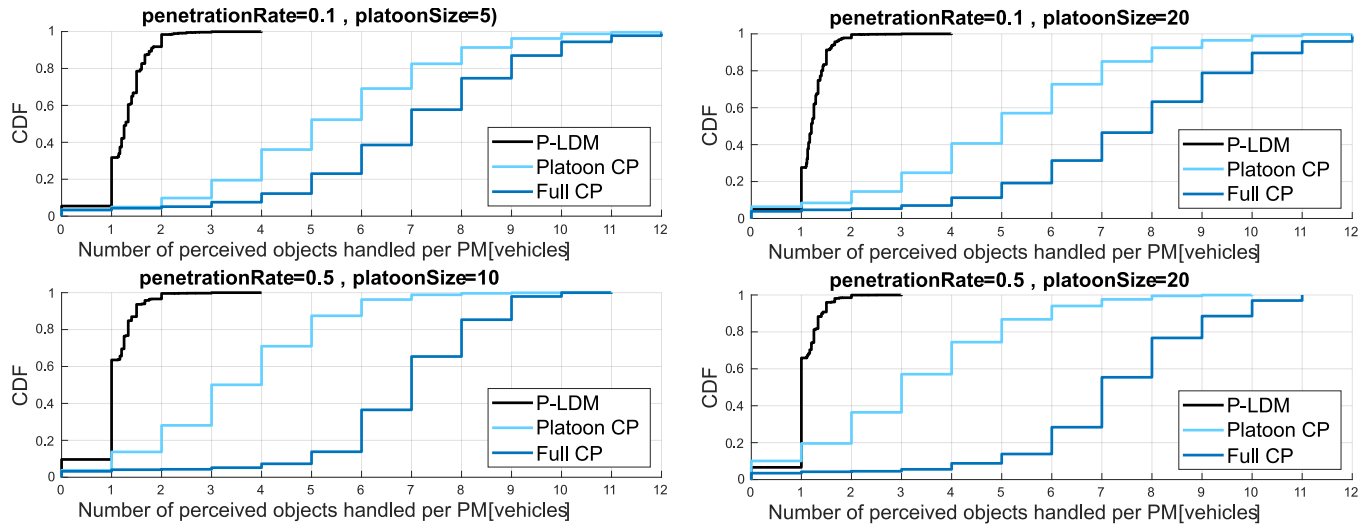 penetrationRate=0.1 , platoonSize=5)
CDF
1
0.8
0.6
0.4
0.2
0
P-LDM
Platoon CP
Full CP
0 1 2 3 4 5 6 7 8 9 10 11 12
Number of perceived objects handled per PM[vehicles]
penetrationRate=0.1 , platoonSize=20
CDF
1
0.8
0.6
0.4
0.2
0
P-LDM
Platoon CP
Full CP
0 1 2 3 4 5 6 7 8 9 10 11 12
Number of perceived objects handled per PM[vehicles]
penetrationRate=0.5 , platoonSize=10
CDF
1
0.8
0.6
0.4
0.2
0
P-LDM
Platoon CP
Full CP
0 1 2 3 4 5 6 7 8 9 10 11 12
Number of perceived objects handled per PM[vehicles]
penetrationRate=0.5 , platoonSize=20
CDF
1
0.8
0.6
0.4
0.2
0
P-LDM
Platoon CP
Full CP
0 1 2 3 4 5 6 7 8 9 10 11 12
Number of perceived objects handled per PM[vehicles]